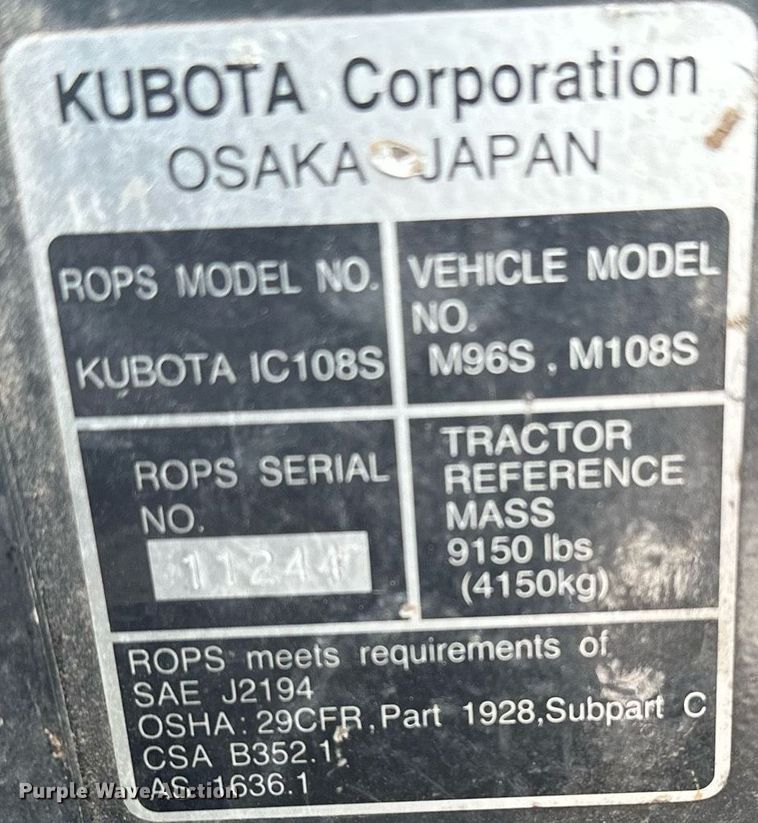 KUBOTA Corporation
OSAKA JAPAN
ROPS MODEL NO.
KUBOTA IC108S
VEHICLE MODEL
NO.
M96S , M108S
ROPS SERIAL
NO.
11244
TRACTOR
REFERENCE
MASS
9150 lbs
(4150kg)
ROPS meets requirements of
SAE J2194
OSHA: 29CFR, Part 1928, Subpart C
CSA B352.1,
AS 1636.1
Purple Wave Auction